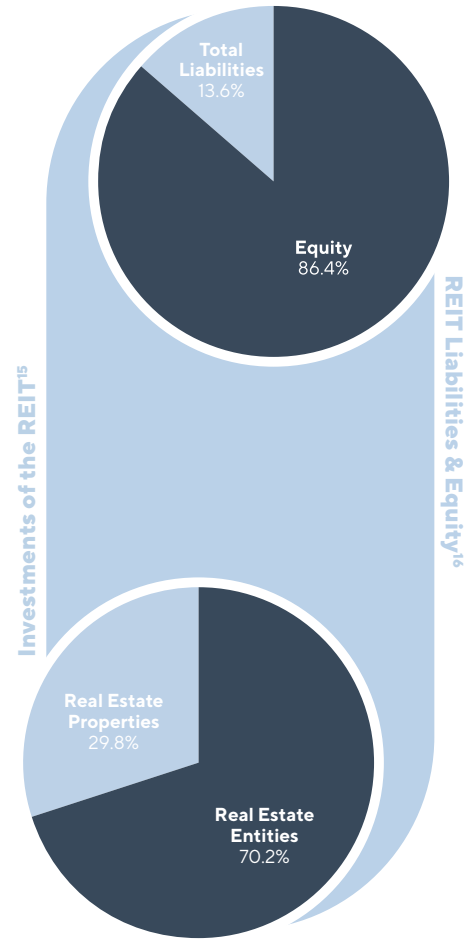 Total
Liabilities
13.6%
Equity
86.4%
REIT Liabilities & Equity16
Investments of the REIT15
Real Estate
Properties
29.8%
Real Estate
Entities
70.2%